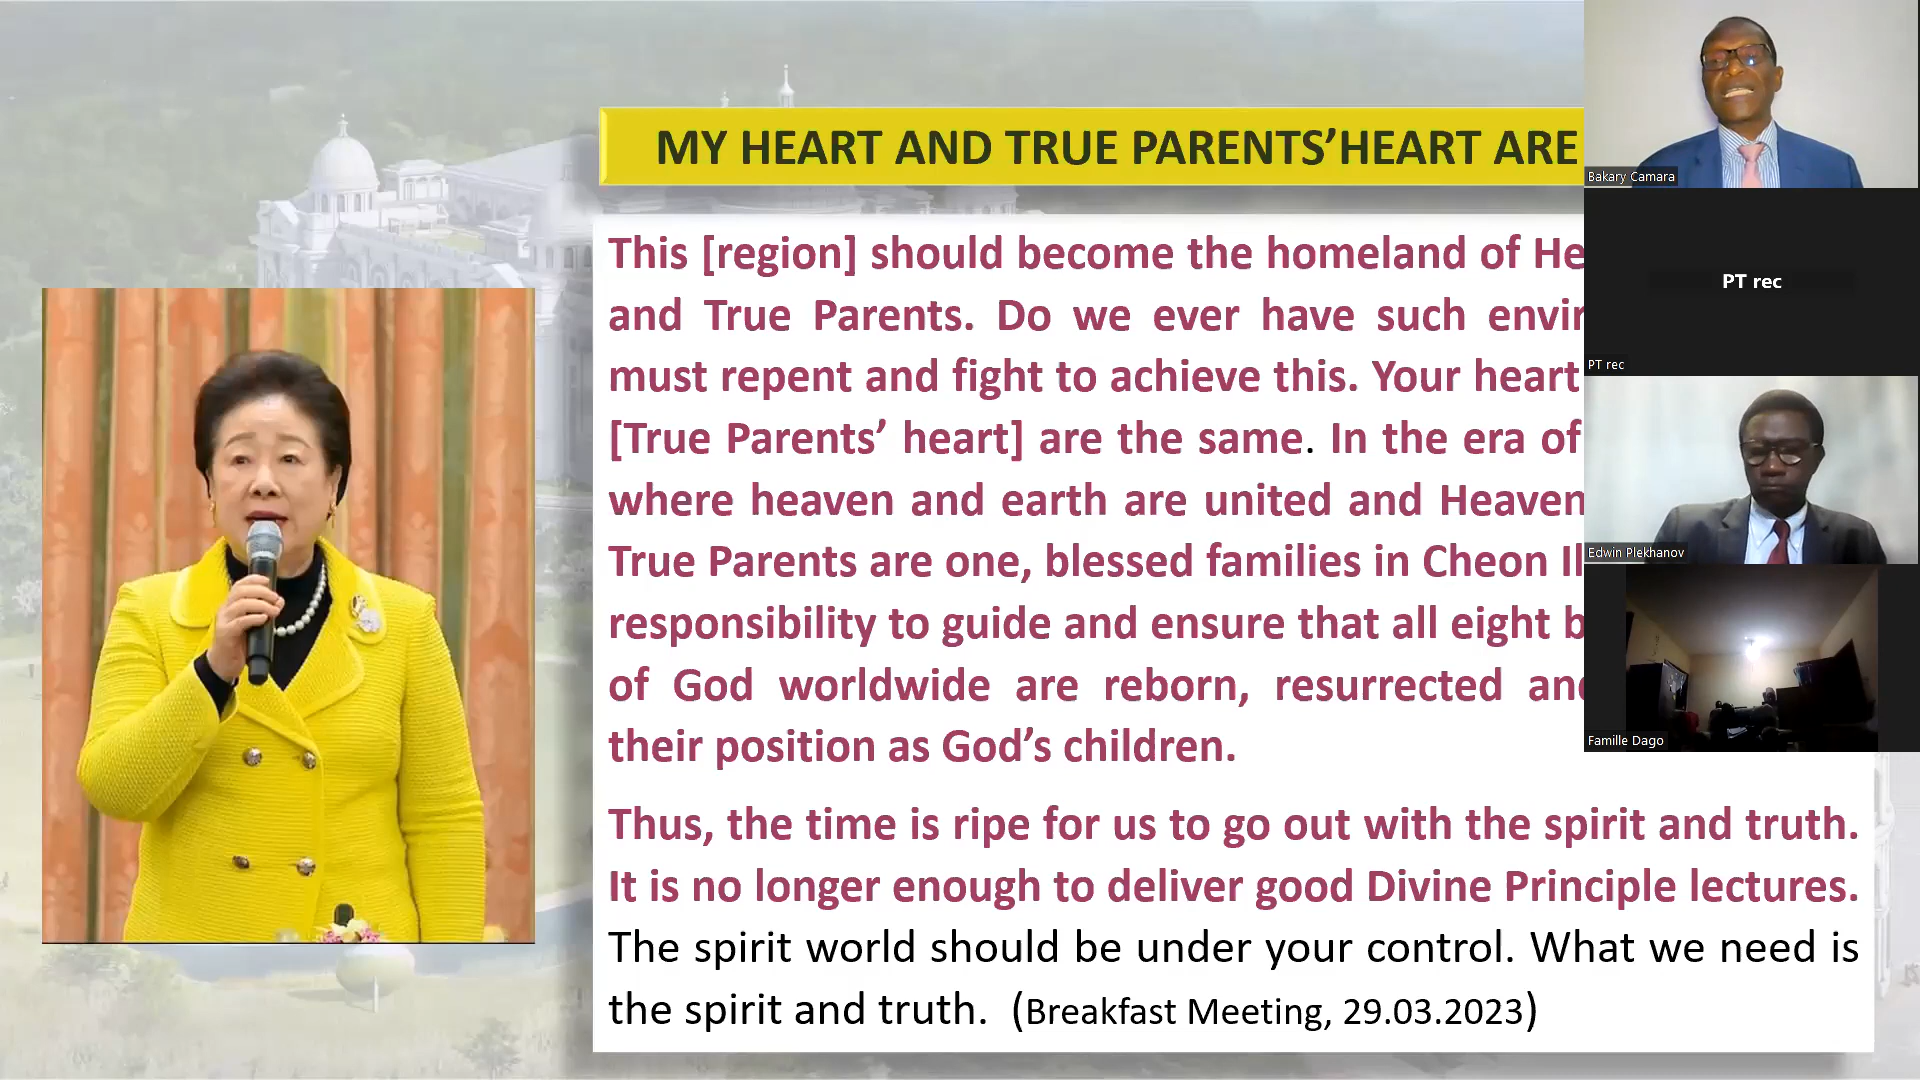 MY HEART AND TRUE PARENTS’HEART ARE
This [region] should become the homeland of He
and True Parents. Do we ever have such envir
must repent and fight to achieve this. Your heart
[True Parents’ heart] are the same. In the era of
where heaven and earth are united and Heaven
True Parents are one, blessed families in Cheon Il
responsibility to guide and ensure that all eight b
of God worldwide are reborn, resurrected and
their position as God’s children.
Thus, the time is ripe for us to go out with the spirit and truth.
It is no longer enough to deliver good Divine Principle lectures.
The spirit world should be under your control. What we need is
the spirit and truth. (Breakfast Meeting, 29.03.2023)
Bakary Camara
PT rec
PT rec
Edwin Plekhanov
Famille Dago